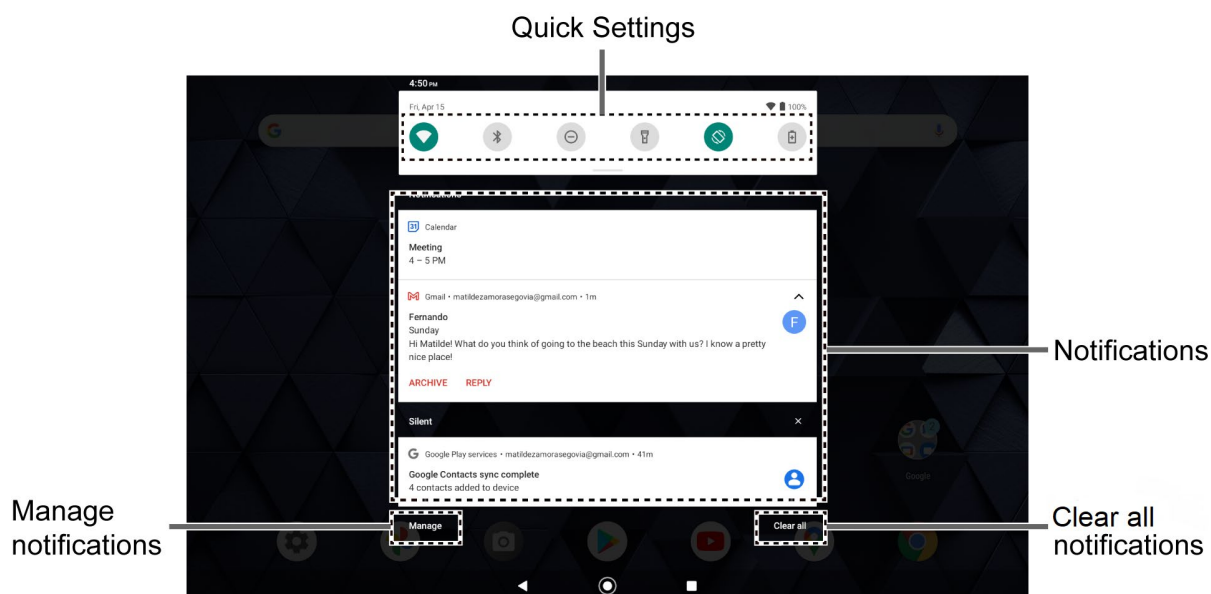 Quick Settings
4:50 PM
Fri, Apr 15
100%
Notifications
31 Calendar
Meeting
4 – 5 PM
Gmail • matildezamorasegovia@gmail.com • 1m
Fernando
F
Sunday
Hi Matilde! What do you think of going to the beach this Sunday with us? I know a pretty
nice place!
ARCHIVE REPLY
Notifications
Silent
G Google Play services • matildezamorasegovia@gmail.com • 41m
Google Contacts sync complete
4 contacts added to device
Google
Manage
Clear all
Manage
notifications
Clear all
notifications